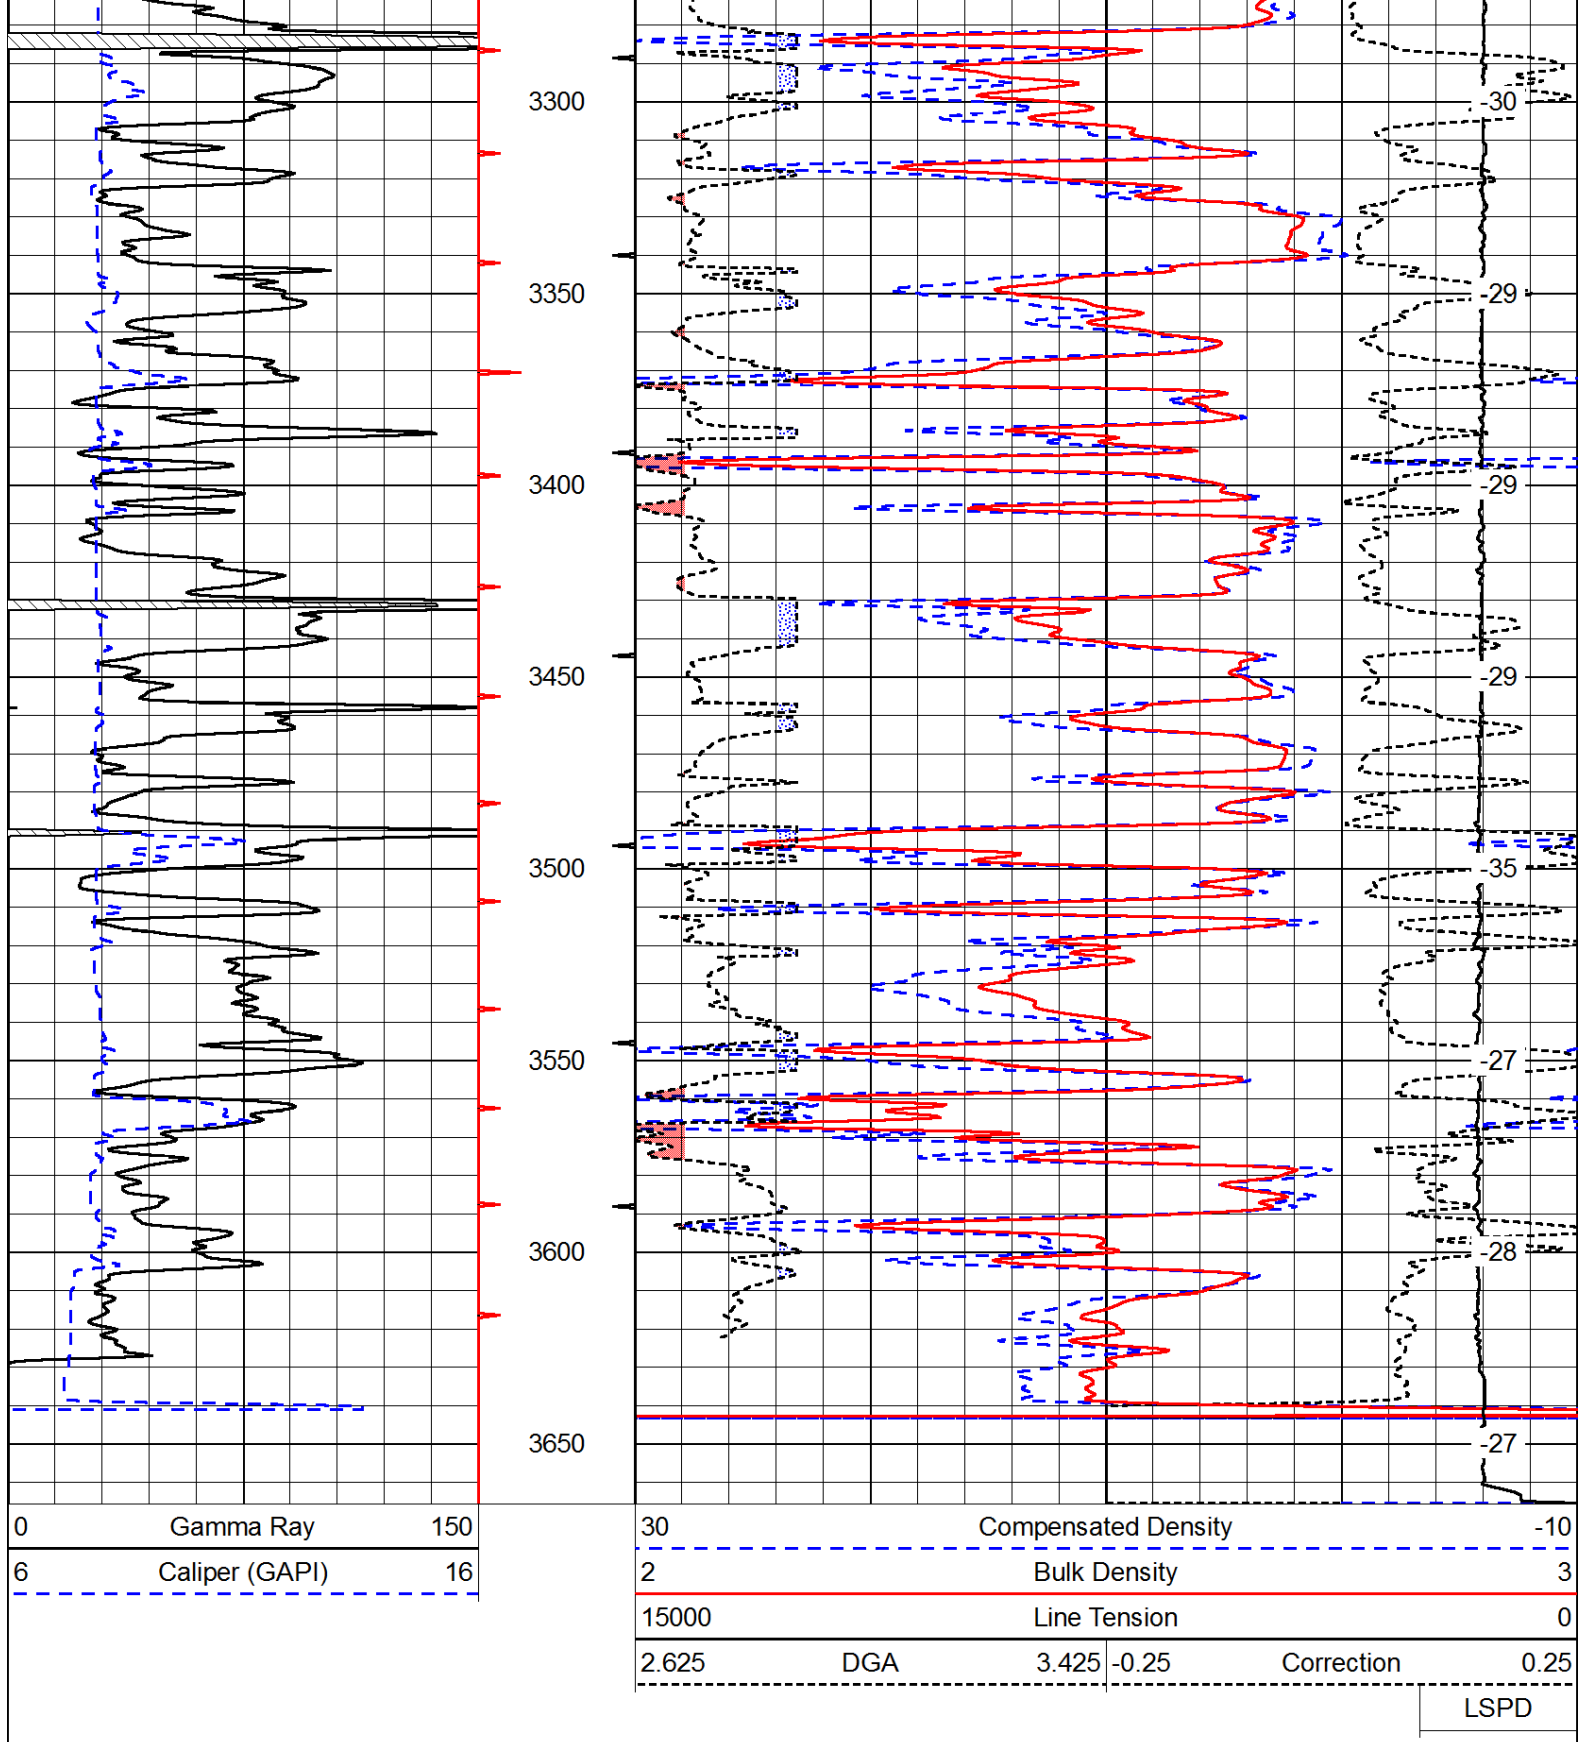 3300 -30
3350 -29
3400 -29
3450 -29
3500 -35
3550 -27
3600 -28
3650 -27
0 Gamma Ray 150 30 Compensated Density -10
6 Caliper (GAPI) 16 2 Bulk Density 3
15000 Line Tension 0
2.625 DGA 3.425 -0.25 Correction 0.25
LSPD